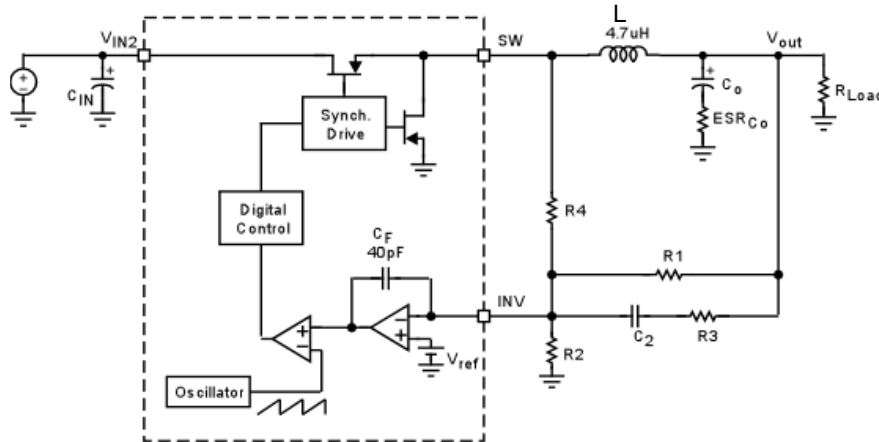 L
4.7uH
VIN2
SW
Vout
CIN
Co
RLoad
ESRCo
Synch.
Drive
Digital
Control
R4
CF
40pF
R1
INV
C2
R3
R2
Vref
Oscillator